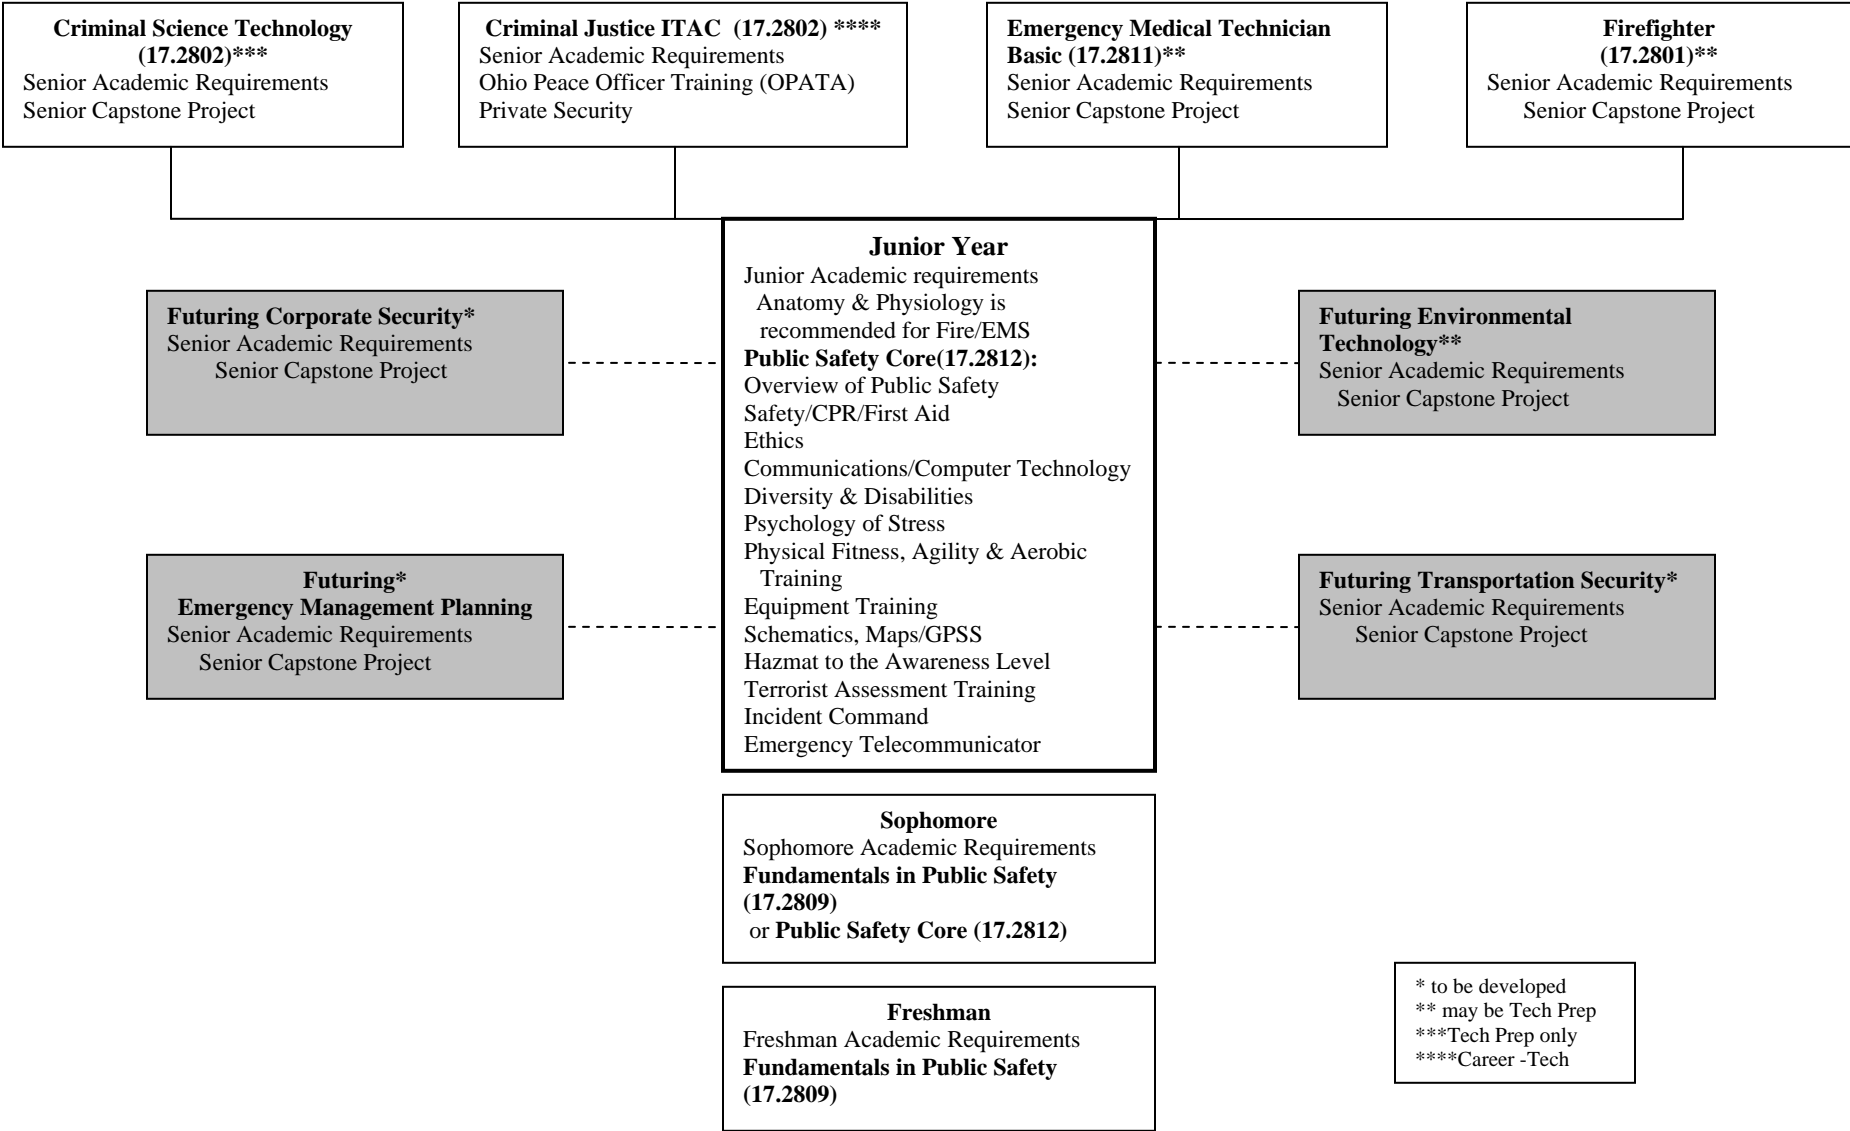 Criminal Science Technology
(17.2802)***
Senior Academic Requirements
Senior Capstone Project
Criminal Justice ITAC (17.2802) ****
Senior Academic Requirements
Ohio Peace Officer Training (OPATA)
Private Security
Emergency Medical Technician
Basic (17.2811)**
Senior Academic Requirements
Senior Capstone Project
Firefighter
(17.2801)**
Senior Academic Requirements
Senior Capstone Project
Junior Year
Junior Academic requirements
Anatomy & Physiology is
recommended for Fire/EMS
Public Safety Core(17.2812):
Overview of Public Safety
Safety/CPR/First Aid
Ethics
Communications/Computer Technology
Diversity & Disabilities
Psychology of Stress
Physical Fitness, Agility & Aerobic
Training
Equipment Training
Schematics, Maps/GPSS
Hazmat to the Awareness Level
Terrorist Assessment Training
Incident Command
Emergency Telecommunicator
Futuring Corporate Security*
Senior Academic Requirements
Senior Capstone Project
Futuring Environmental
Technology**
Senior Academic Requirements
Senior Capstone Project
Futuring*
Emergency Management Planning
Senior Academic Requirements
Senior Capstone Project
Futuring Transportation Security*
Senior Academic Requirements
Senior Capstone Project
Sophomore
Sophomore Academic Requirements
Fundamentals in Public Safety
(17.2809)
or Public Safety Core (17.2812)
Freshman
Freshman Academic Requirements
Fundamentals in Public Safety
(17.2809)
* to be developed
** may be Tech Prep
***Tech Prep only
****Career -Tech